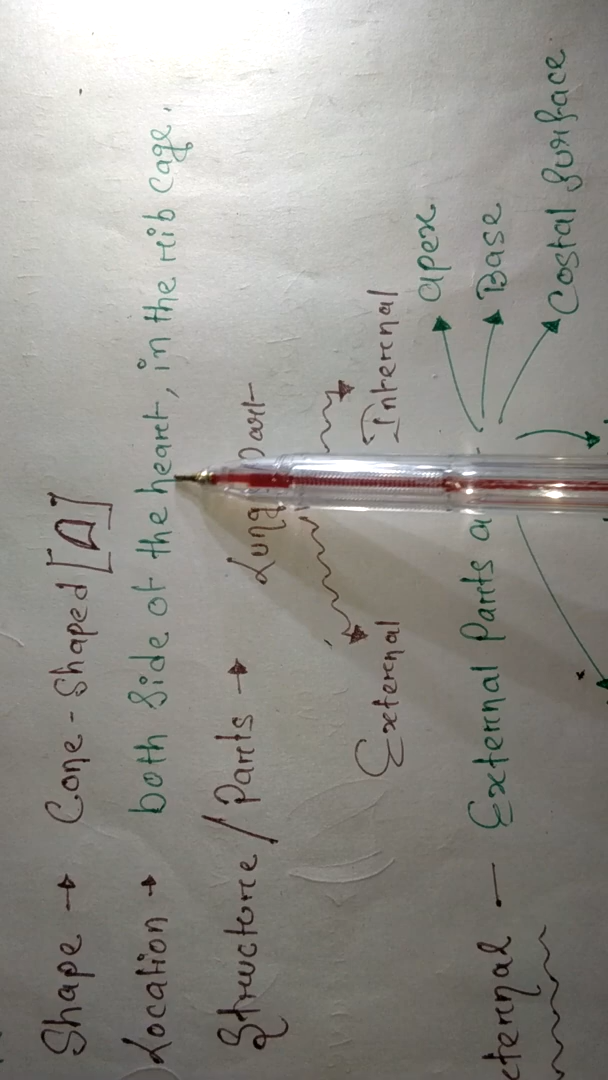 Shape → Cone-Shaped [Δ]
Location → both side of the heart, in the rib cage.
Structure / Parts → Lung
External Internal
External Parts
apex
Base
Costal surface